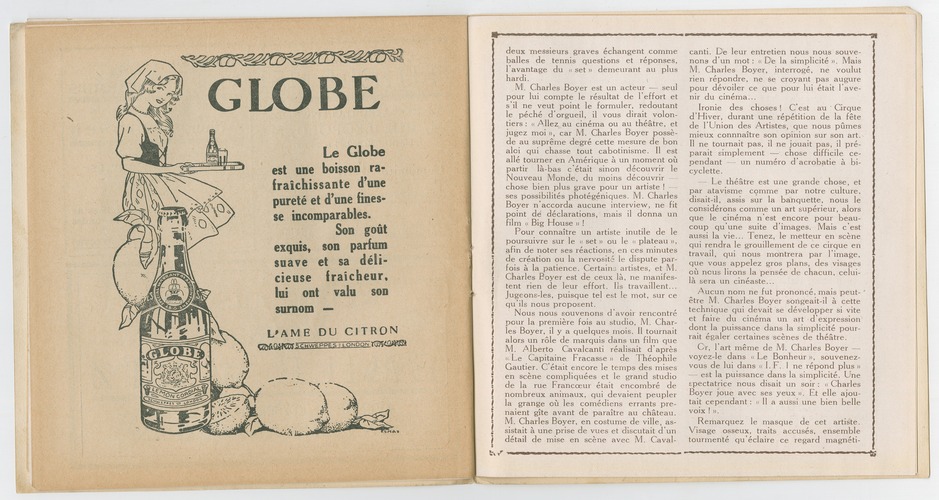 GLOBE
Le Globe
est une boisson ra-
fraîchissante d'une
pureté et d'une fines-
se incomparables.
Son goût
exquis, son parfum
suave et sa déli-
cieuse fraîcheur,
lui ont valu son
surnom —
L'AME DU CITRON
SCHWEPPES · LONDON
GLOBE
deux messieurs graves échangent comme
balles de tennis questions et réponses,
l'avantage du « set » demeurant au plus
hardi.
M. Charles Boyer est un acteur — seul
pour lui compte le résultat de l'effort et
s'il ne veut point le formuler, redoutant
le péché d'orgueil, il vous dirait volon-
tiers : « Allez au cinéma ou au théâtre, et
jugez moi », car M. Charles Boyer possè-
de au suprême degré cette mesure de bon
aloi qui chasse tout cabotinisme. Il est
allé tourner en Amérique à un moment où
partir là-bas c'était sinon découvrir le
Nouveau Monde, du moins découvrir —
chose bien plus grave pour un artiste ! —
ses possibilités photogéniques. M. Charles
Boyer n'accorda aucune interview, ne fit
point de déclarations, mais il donna un
film « Big House » !
Pour connaître un artiste inutile de le
poursuivre sur le « set » ou le « plateau »,
afin de noter ses réactions, en ces minutes
de création ou la nervosité le dispute par-
fois à la patience. Certains artistes, et M.
Charles Boyer est de ceux là, ne manifes-
tent rien de leur effort. Ils travaillent...
Jugeons-les, puisque tel est le mot, sur ce
qu'ils nous proposent.
Nous nous souvenons d'avoir rencontré
pour la première fois au studio, M. Char-
les Boyer, il y a quelques mois. Il tournait
alors un rôle de marquis dans un film que
M. Alberto Cavalcanti réalisait d'après
« Le Capitaine Fracasse » de Théophile
Gautier. C'était encore le temps des mises
en scène compliquées et le grand studio
de la rue Francœur était encombré de
nombreux animaux, qui devaient peupler
la grange où les comédiens errants pre-
naient gîte avant de paraître au château.
M. Charles Boyer, en costume de ville, as-
sistait à une prise de vues et discutait d'un
détail de mise en scène avec M. Caval-
canti. De leur entretien nous nous souve-
nons d'un mot : « De la simplicité ». Mais
M. Charles Boyer, interrogé, ne voulut
rien répondre, ne se croyant pas augure
pour dévoiler ce que pour lui était l'ave-
nir du cinéma...
Ironie des choses ! C'est au Cirque
d'Hiver, durant une répétition de la fête
de l'Union des Artistes, que nous pûmes
mieux connnaître son opinion sur son art.
Il ne tournait pas, il ne jouait pas, il pré-
parait simplement — chose difficile ce-
pendant — un numéro d'acrobatie à bi-
cyclette.
— Le théâtre est une grande chose, et
par atavisme comme par notre culture,
disait-il, assis sur la banquette, nous le
considérons comme un art supérieur, alors
que le cinéma n'est encore pour beau-
coup qu'une suite d'images. Mais c'est
aussi la vie... Tenez, le metteur en scène
qui rendra le grouillement de ce cirque en
travail, qui nous montrera par l'image,
que vous appelez gros plans, des visages
où nous lirons la pensée de chacun, celui-
là sera un cinéaste...
Aucun nom ne fut prononcé, mais peut-
être M. Charles Boyer songeait-il à cette
technique qui devait se développer si vite
et faire du cinéma un art d'expression
dont la puissance dans la simplicité pour-
rait égaler certaines scènes de théâtre.
Or, l'art même de M. Charles Boyer —
voyez-le dans « Le Bonheur », souvenez-
vous de lui dans « I.F. I ne répond plus »
— est la puissance dans la simplicité. Une
spectatrice nous disait un soir : « Charles
Boyer joue avec ses yeux ». Et elle ajou-
tait cependant : « Il a aussi une bien belle
voix ! ».
Remarquez le masque de cet artiste.
Visage osseux, traits accusés, ensemble
tourmenté qu'éclaire ce regard magnéti-